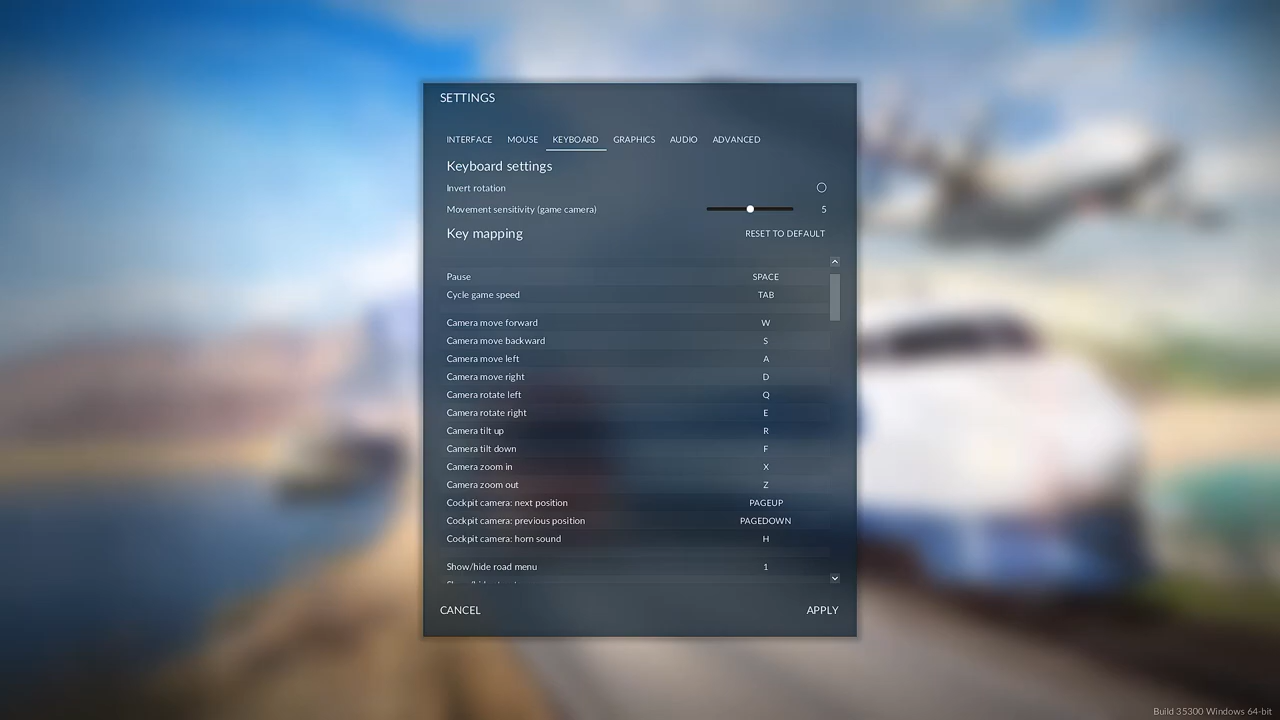 SETTINGS
INTERFACE MOUSE KEYBOARD GRAPHICS AUDIO ADVANCED
Keyboard settings
Invert rotation
Movement sensitivity (game camera) 5
Key mapping RESET TO DEFAULT
Pause SPACE
Cycle game speed TAB
Camera move forward W
Camera move backward S
Camera move left A
Camera move right D
Camera rotate left Q
Camera rotate right E
Camera tilt up R
Camera tilt down F
Camera zoom in X
Camera zoom out Z
Cockpit camera: next position PAGEUP
Cockpit camera: previous position PAGEDOWN
Cockpit camera: horn sound H
Show/hide road menu 1
CANCEL APPLY
Build 35300 Windows 64-bit